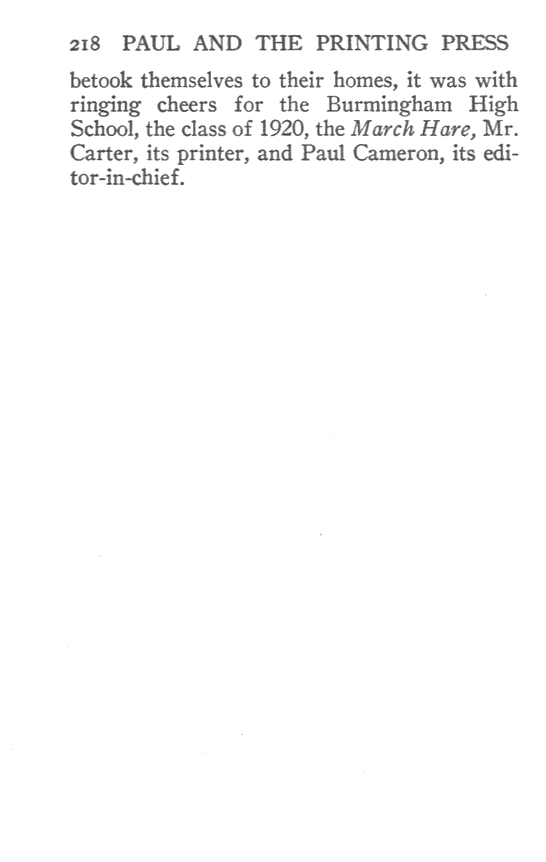 218 PAUL AND THE PRINTING PRESS
betook themselves to their homes, it was with
ringing cheers for the Burmingham High
School, the class of 1920, the March Hare, Mr.
Carter, its printer, and Paul Cameron, its edi-
tor-in-chief.